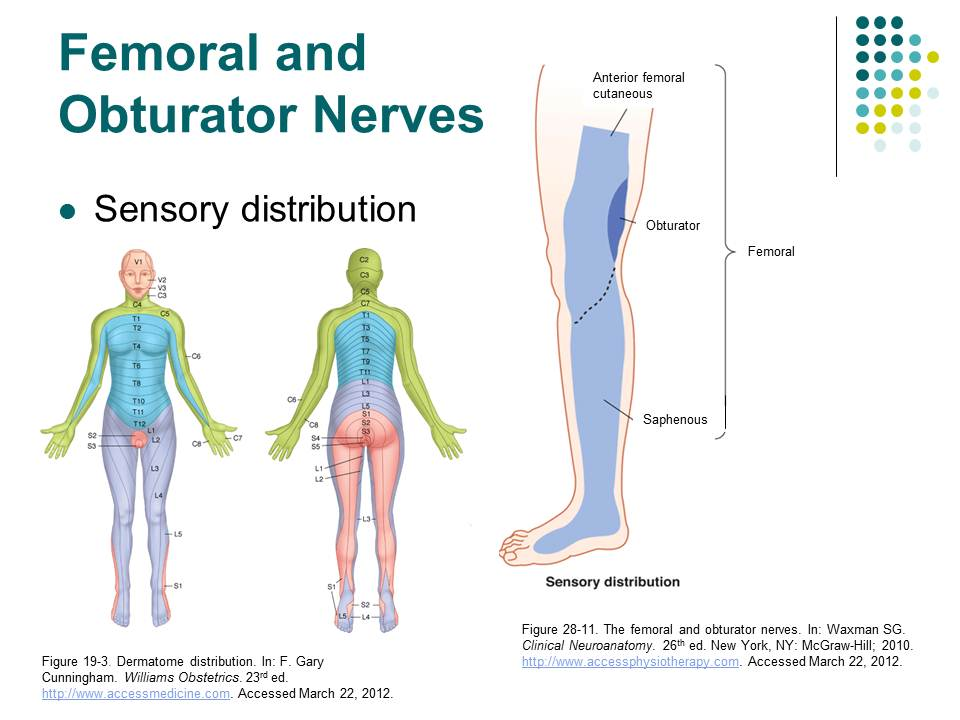 Femoral and
Obturator Nerves
Sensory distribution
V1
V2
V3
C3
C4
C5
T1
T2
T4
C6
T6
T8
T10
T11
T12
L1
S2
L2
S3
C8
C7
L3
L4
L5
S1
C2
C3
C5
C7
T1
T3
T5
T7
T9
T11
L1
L3
C6
L5
S1
C8
S2
S3
S4
S5
L1
L2
L3
S1
S2
L5
L4
Anterior femoral
cutaneous
Obturator
Femoral
Saphenous
Sensory distribution
Figure 19-3. Dermatome distribution. In: F. Gary
Cunningham. Williams Obstetrics. 23rd ed.
http://www.accessmedicine.com. Accessed March 22, 2012.
Figure 28-11. The femoral and obturator nerves. In: Waxman SG.
Clinical Neuroanatomy. 26th ed. New York, NY: McGraw-Hill; 2010.
http://www.accessphysiotherapy.com. Accessed March 22, 2012.